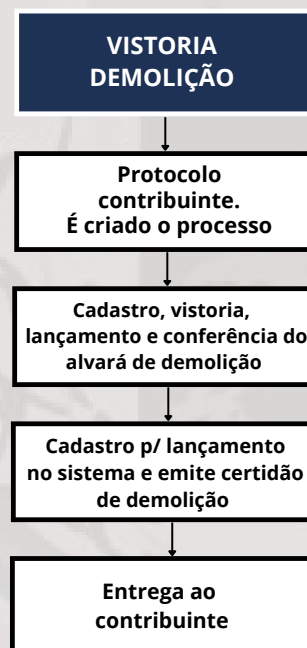 VISTORIA
DEMOLIÇÃO
Protocolo
contribuinte.
É criado o processo
Cadastro, vistoria,
lançamento e conferência do
alvará de demolição
Cadastro p/ lançamento
no sistema e emite certidão
de demolição
Entrega ao
contribuinte